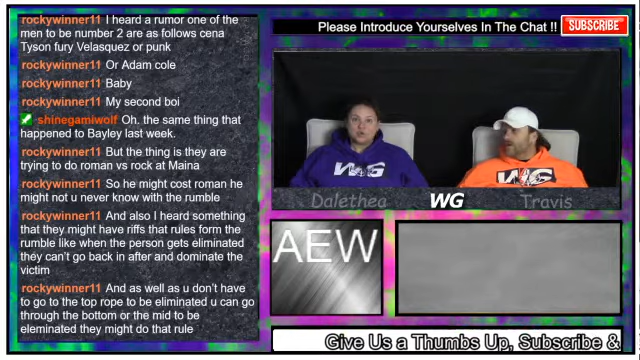 rockywinner11 I heard a rumor one of the
men to be number 2 are as follows cena
Tyson fury Velasquez or punk
rockywinner11 Or Adam cole
rockywinner11 Baby
rockywinner11 My second boi
shinegamiwolf Oh. the same thing that
happened to Bayley last week.
rockywinner11 But the thing is they are
trying to do roman vs rock at Maina
rockywinner11 So he might cost roman he
might not u never know with the rumble
rockywinner11 And also I heard something
that they might have riffs that rules form the
rumble like when the person gets eliminated
they can't go back in after and dominate the
victim
rockywinner11 And as well as u don't have
to go to the top rope to be eliminated u can go
through the bottom or the mid to be
eleminated they might do that rule
Please Introduce Yourselves In The Chat !!
SUBSCRIBE
WG
WG
Dalethea WG Travis
AEW
Give Us a Thumbs Up, Subscribe &